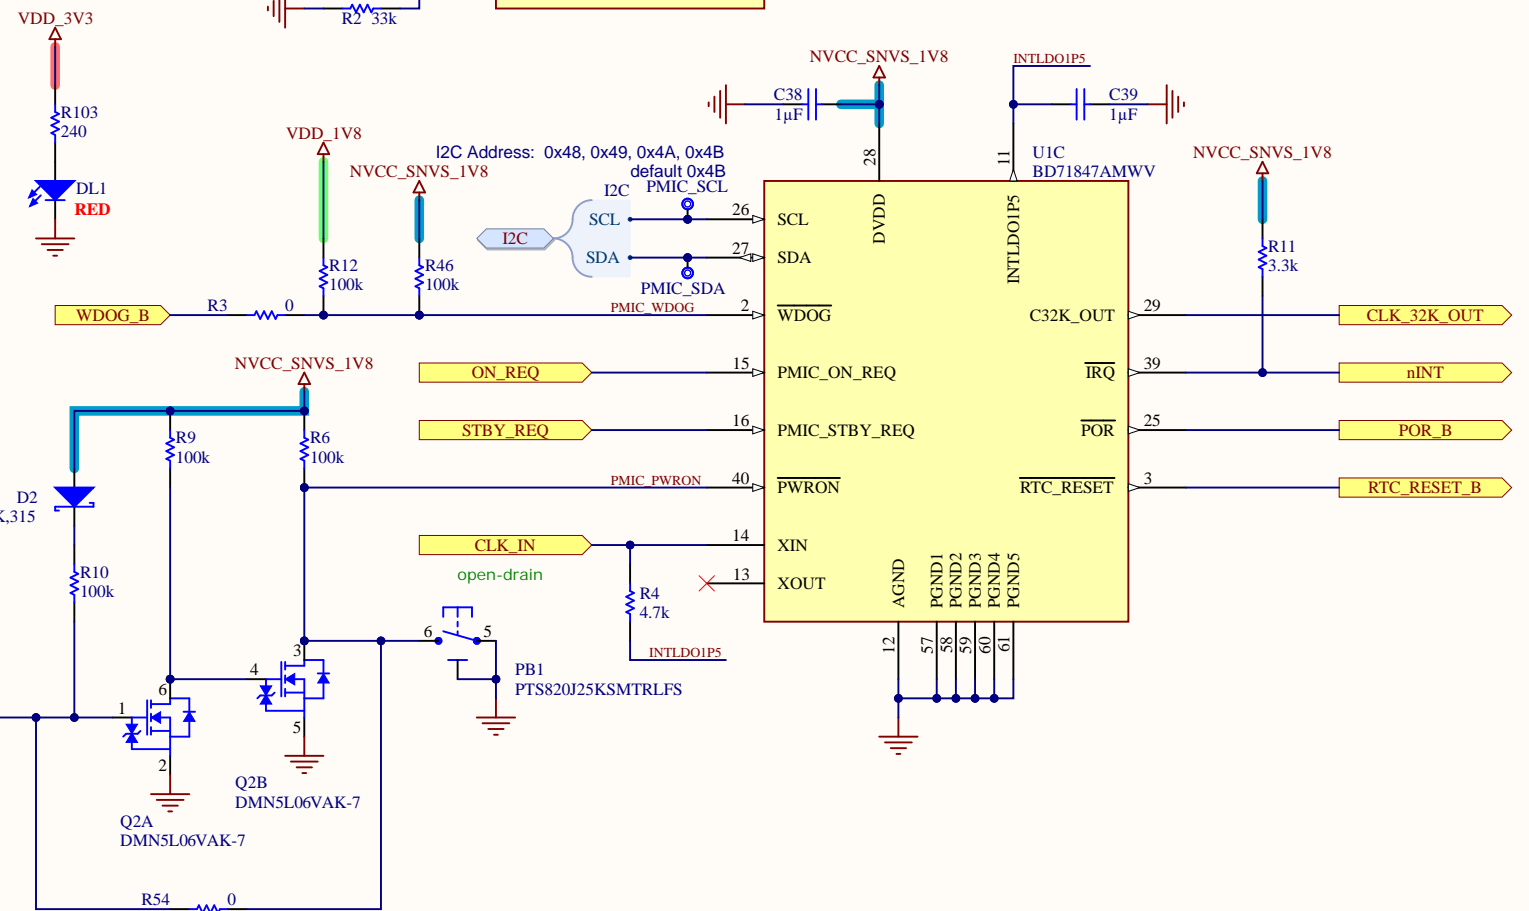 R2 33k
VDD_3V3
R103
240
DL1
RED
VDD_1V8
NVCC_SNVS_1V8
I2C Address: 0x48, 0x49, 0x4A, 0x4B
default 0x4B
R12
100k
R46
100k
I2C
I2C
SCL
SDA
PMIC_SCL
PMIC_SDA
WDOG_B
R3
0
PMIC_WDOG
NVCC_SNVS_1V8
C38
1µF
INTLDO1P5
C39
1µF
28
11
U1C
BD71847AMWV
DVDD
INTLDO1P5
26
SCL
27
SDA
2
WDOG
15
PMIC_ON_REQ
16
PMIC_STBY_REQ
40
PWRON
14
XIN
13
XOUT
C32K_OUT
29
IRQ
39
POR
25
RTC_RESET
3
AGND
PGND1
PGND2
PGND3
PGND4
PGND5
12
57
58
59
60
61
NVCC_SNVS_1V8
R11
3.3k
CLK_32K_OUT
nINT
POR_B
RTC_RESET_B
ON_REQ
STBY_REQ
PMIC_PWRON
CLK_IN
open-drain
R4
4.7k
INTLDO1P5
NVCC_SNVS_1V8
R9
100k
R6
100k
D2
,315
R10
100k
6
5
PB1
PTS820J25KSMTRLFS
3
4
5
Q2B
DMN5L06VAK-7
6
1
2
Q2A
DMN5L06VAK-7
R54
0